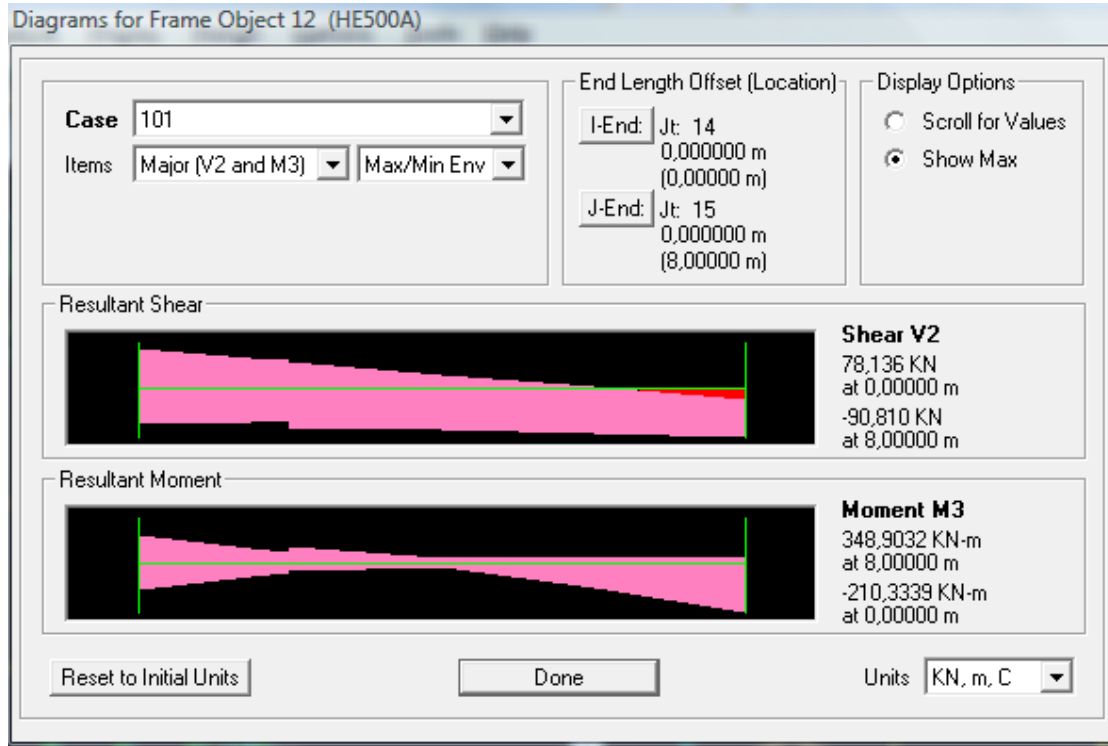 Diagrams for Frame Object 12 (HE500A)
Case 101
Items Major (V2 and M3) Max/Min Env
End Length Offset (Location)
I-End: Jt: 14
0,000000 m
(0,00000 m)
J-End: Jt: 15
0,000000 m
(8,00000 m)
Display Options
Scroll for Values
Show Max
Resultant Shear
Shear V2
78,136 KN
at 0,00000 m
-90,810 KN
at 8,00000 m
Resultant Moment
Moment M3
348,9032 KN-m
at 8,00000 m
-210,3339 KN-m
at 0,00000 m
Reset to Initial Units
Done
Units KN, m, C